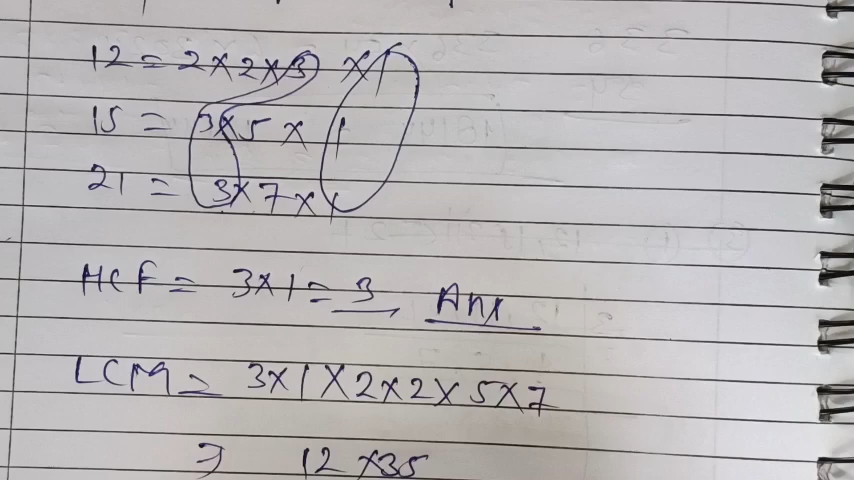 12 = 2×2×3 ×1
15 = 3×5 × 1
21 = 3×7×1
HCF = 3×1 = 3 Ans
LCM = 3×1×2×2×5×7
⇒ 12×35